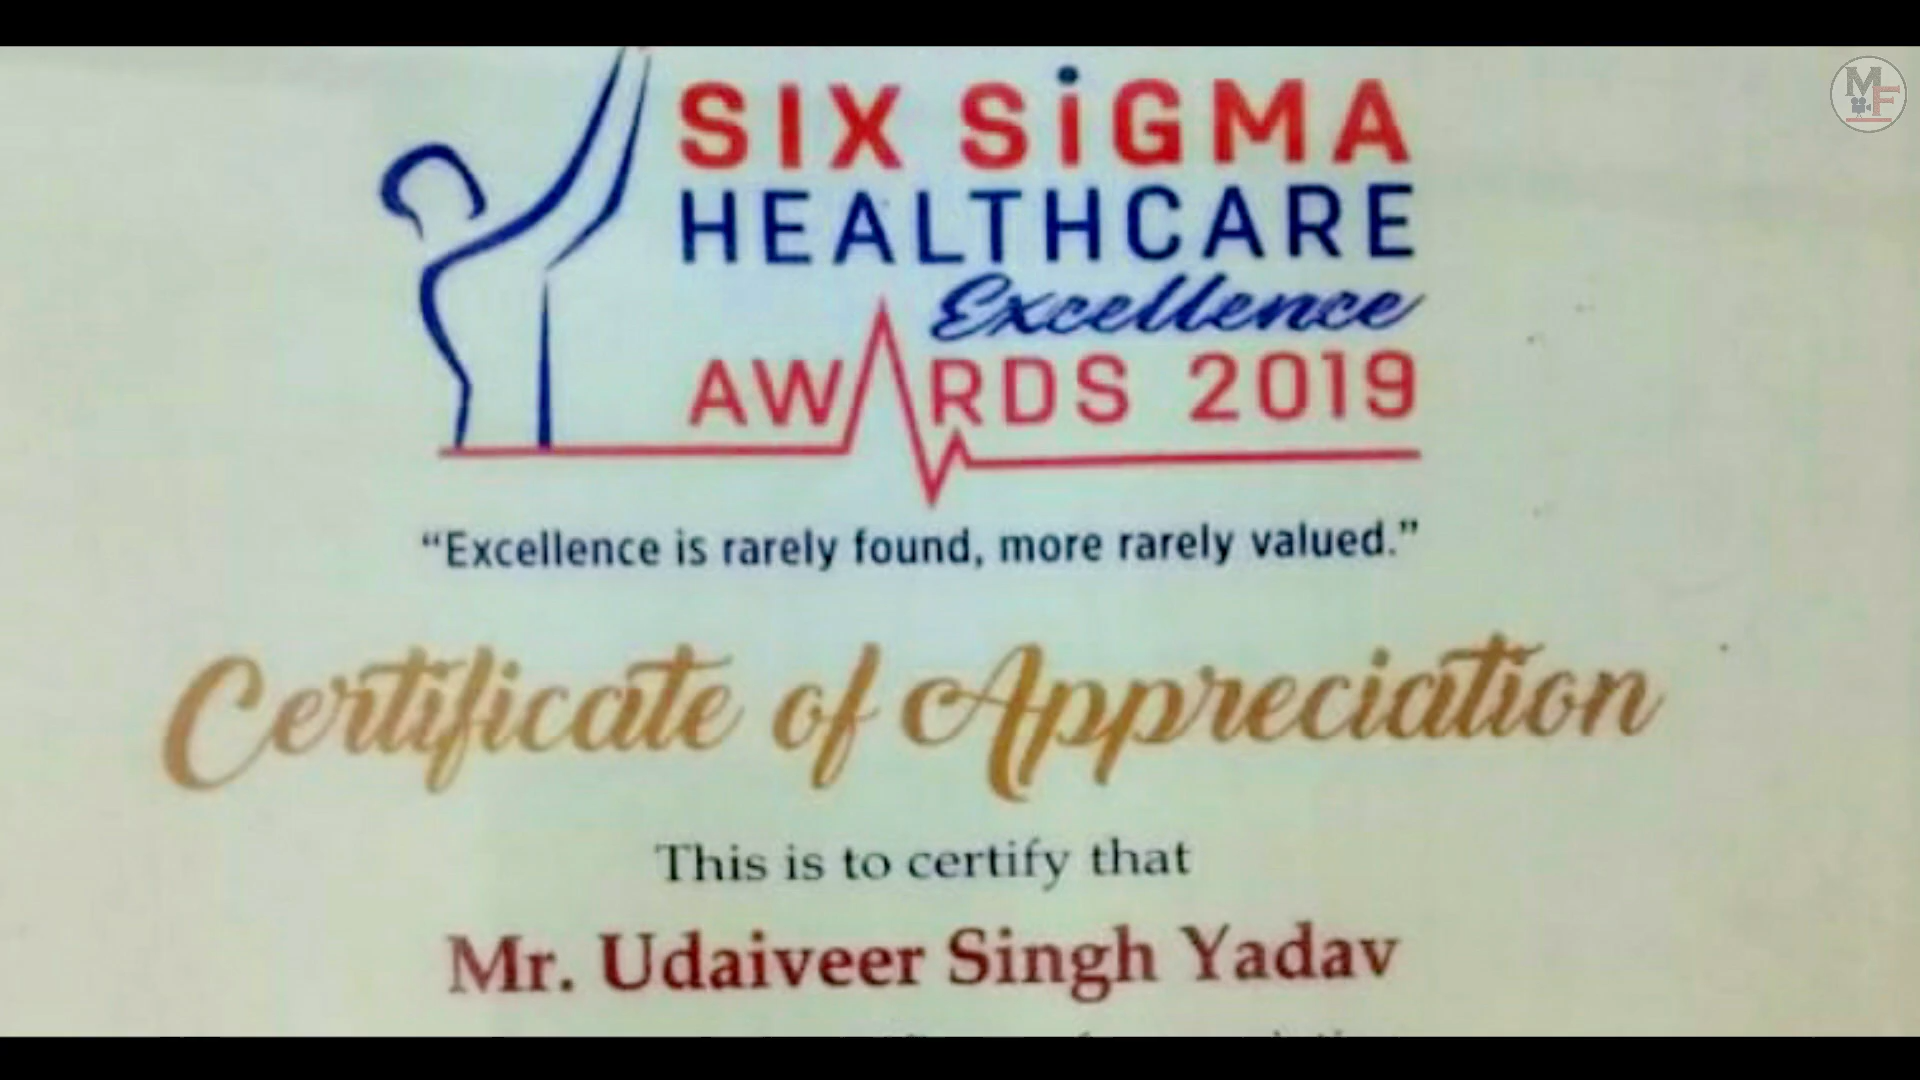 MF
SIX SiGMA
HEALTHCARE
Excellence
AWARDS 2019
“Excellence is rarely found, more rarely valued.”
Certificate of Appreciation
This is to certify that
Mr. Udaiveer Singh Yadav